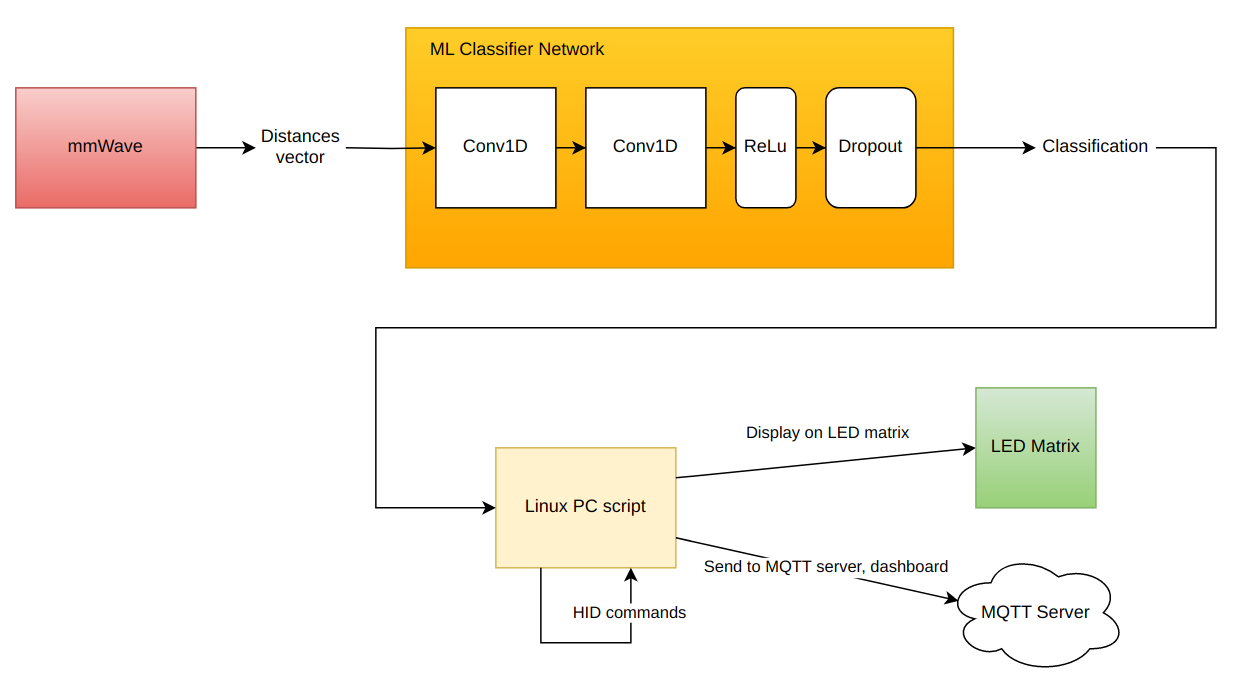 ML Classifier Network
mmWave
Distances
vector
Conv1D
Conv1D
ReLu
Dropout
Classification
Display on LED matrix
LED Matrix
Linux PC script
Send to MQTT server, dashboard
HID commands
MQTT Server